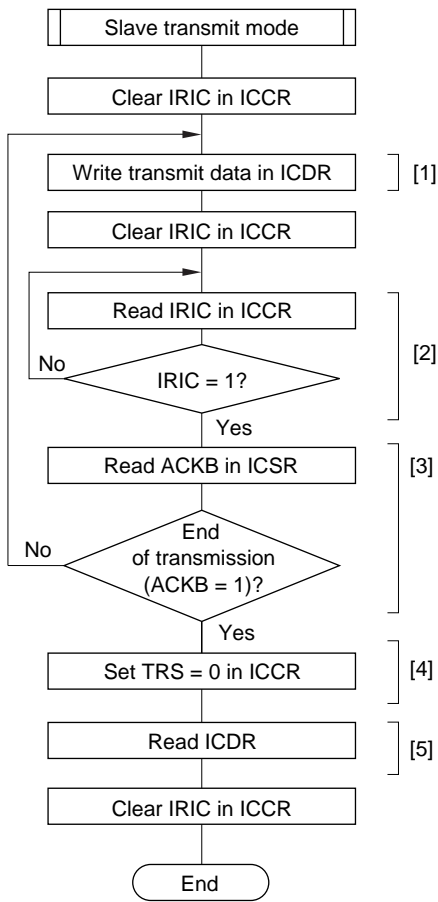 Slave transmit mode
Clear IRIC in ICCR
Write transmit data in ICDR
[1]
Clear IRIC in ICCR
Read IRIC in ICCR
[2]
No
IRIC = 1?
Yes
Read ACKB in ICSR
[3]
No
End
of transmission
(ACKB = 1)?
Yes
Set TRS = 0 in ICCR
[4]
Read ICDR
[5]
Clear IRIC in ICCR
End